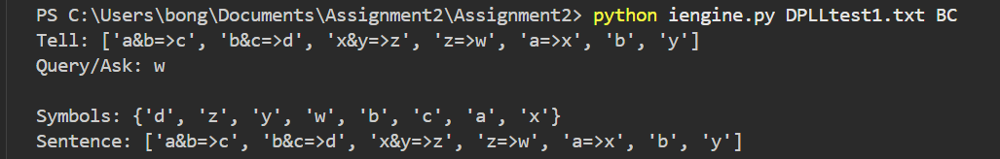 PS C:\Users\bong\Documents\Assignment2\Assignment2> python iengine.py DPLLtest1.txt BC
Tell: ['a&b=>c', 'b&c=>d', 'x&y=>z', 'z=>w', 'a=>x', 'b', 'y']
Query/Ask: w
Symbols: {'d', 'z', 'y', 'w', 'b', 'c', 'a', 'x'}
Sentence: ['a&b=>c', 'b&c=>d', 'x&y=>z', 'z=>w', 'a=>x', 'b', 'y']